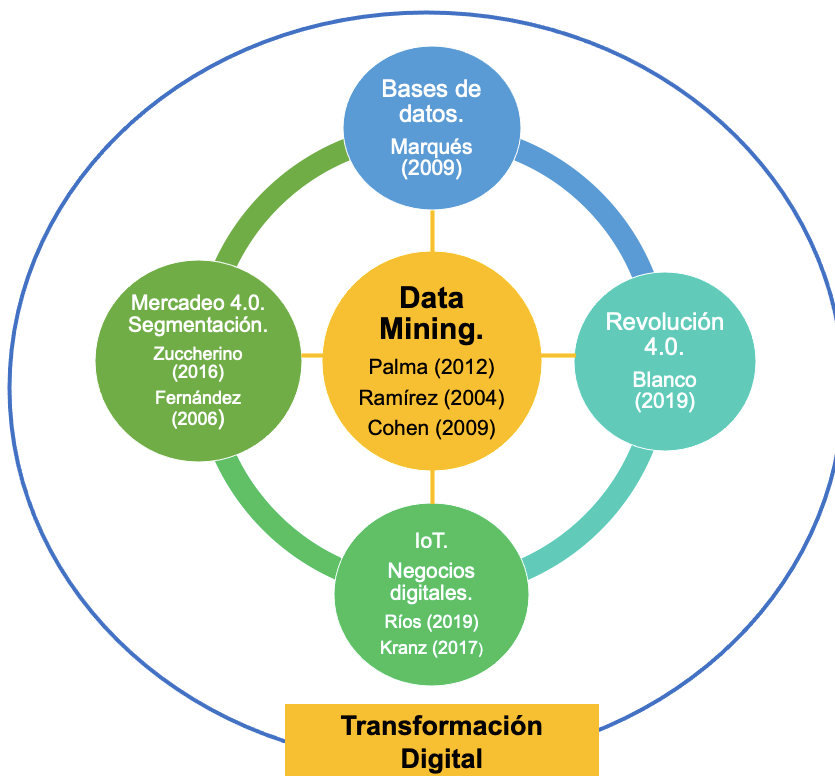 Bases de
datos.
Marqués
(2009)
Mercadeo 4.0.
Segmentación.
Zuccherino
(2016)
Fernández
(2006)
Data
Mining.
Palma (2012)
Ramírez (2004)
Cohen (2009)
Revolución
4.0.
Blanco
(2019)
IoT.
Negocios
digitales.
Ríos (2019)
Kranz (2017)
Transformación
Digital